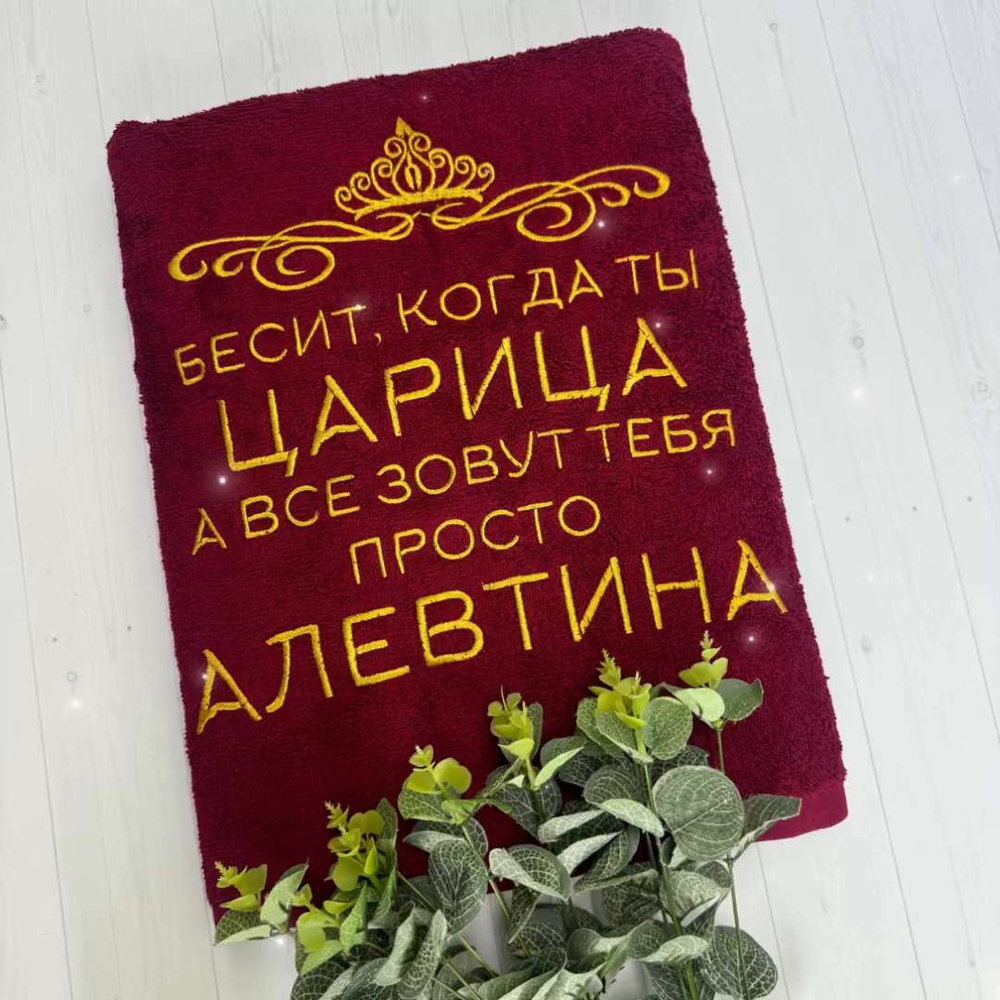 БЕСИТ, КОГДА ТЫ
ЦАРИЦА
А ВСЕ ЗОВУТ ТЕБЯ
ПРОСТО
АЛЕВТИНА